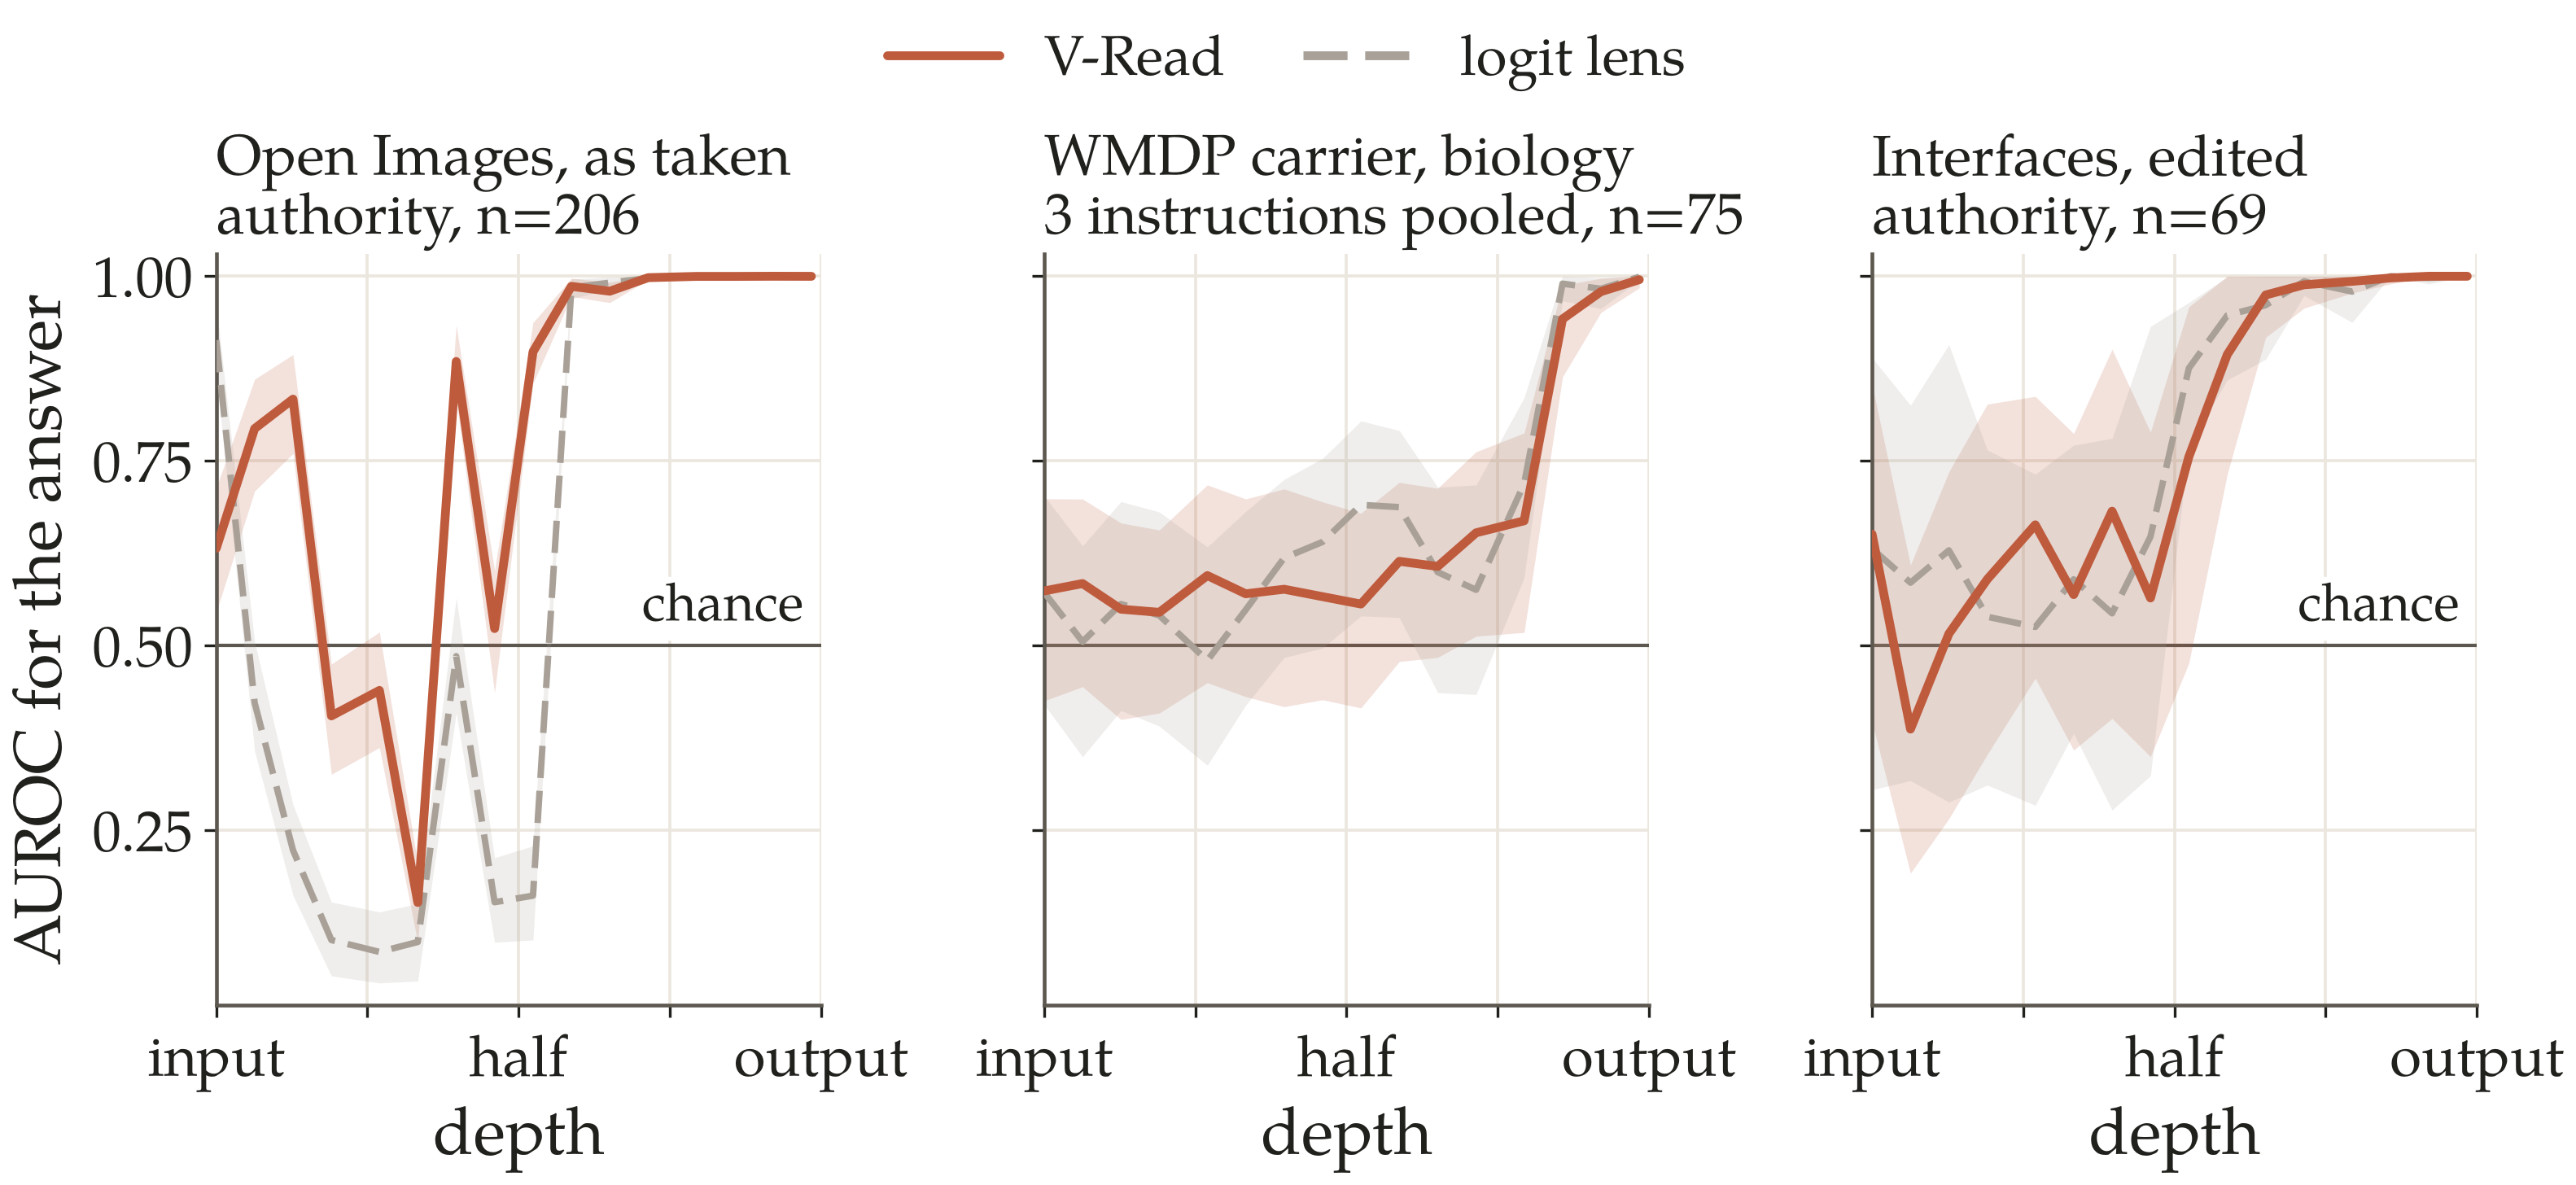 V-Read logit lens
Open Images, as taken
authority, n=206
WMDP carrier, biology
3 instructions pooled, n=75
Interfaces, edited
authority, n=69
AUROC for the answer
1.00
0.75
0.50
0.25
chance
chance
input half output
input half output
input half output
depth
depth
depth